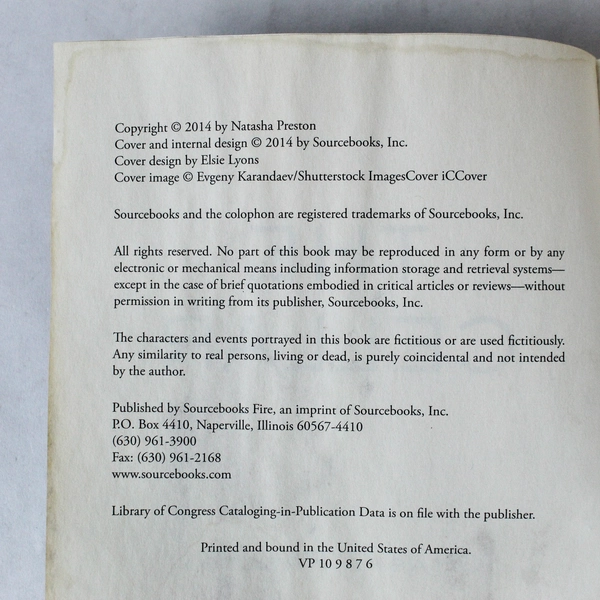 Copyright © 2014 by Natasha Preston
Cover and internal design © 2014 by Sourcebooks, Inc.
Cover design by Elsie Lyons
Cover image © Evgeny Karandaev/Shutterstock ImagesCover iCCover
Sourcebooks and the colophon are registered trademarks of Sourcebooks, Inc.
All rights reserved. No part of this book may be reproduced in any form or by any
electronic or mechanical means including information storage and retrieval systems—
except in the case of brief quotations embodied in critical articles or reviews—without
permission in writing from its publisher, Sourcebooks, Inc.
The characters and events portrayed in this book are fictitious or are used fictitiously.
Any similarity to real persons, living or dead, is purely coincidental and not intended
by the author.
Published by Sourcebooks Fire, an imprint of Sourcebooks, Inc.
P.O. Box 4410, Naperville, Illinois 60567-4410
(630) 961-3900
Fax: (630) 961-2168
www.sourcebooks.com
Library of Congress Cataloging-in-Publication Data is on file with the publisher.
Printed and bound in the United States of America.
VP 10 9 8 7 6